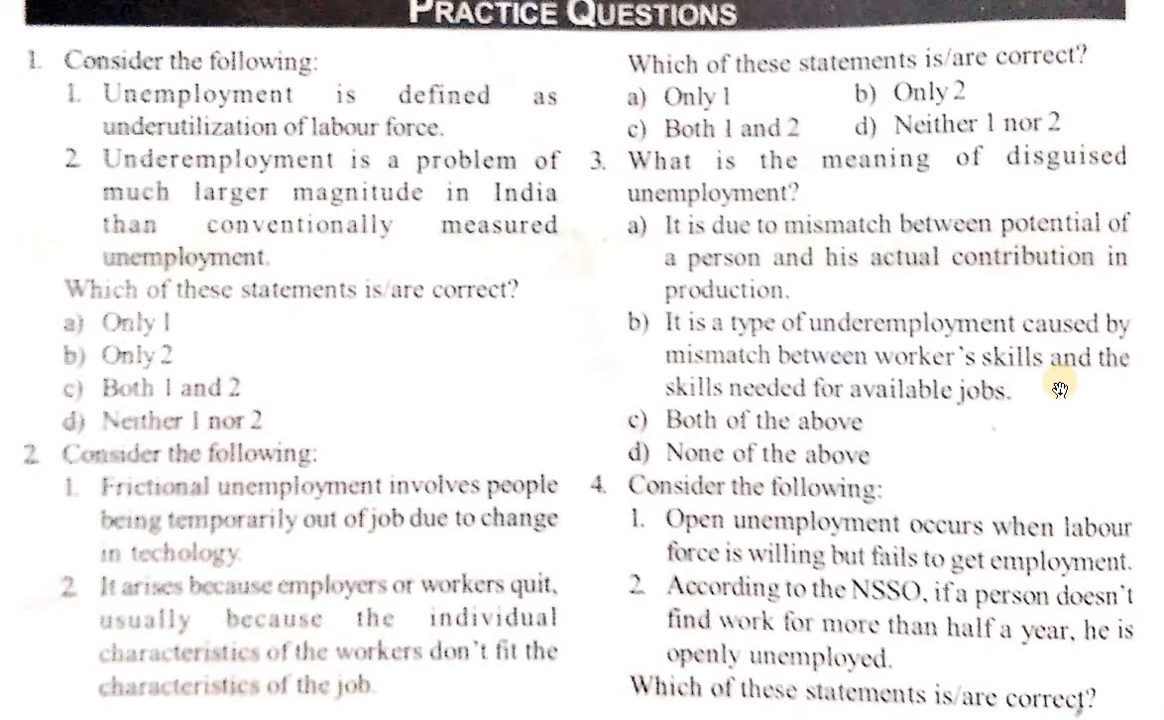 PRACTICE QUESTIONS
1. Consider the following:
1. Unemployment is defined as
underutilization of labour force.
2. Underemployment is a problem of
much larger magnitude in India
than conventionally measured
unemployment.
Which of these statements is/are correct?
a) Only 1
b) Only 2
c) Both 1 and 2
d) Neither 1 nor 2
2. Consider the following:
1. Frictional unemployment involves people
being temporarily out of job due to change
in techology.
2. It arises because employers or workers quit,
usually because the individual
characteristics of the workers don't fit the
characteristics of the job.
Which of these statements is/are correct?
a) Only 1 b) Only 2
c) Both 1 and 2 d) Neither 1 nor 2
3. What is the meaning of disguised
unemployment?
a) It is due to mismatch between potential of
a person and his actual contribution in
production.
b) It is a type of underemployment caused by
mismatch between worker's skills and the
skills needed for available jobs.
c) Both of the above
d) None of the above
4. Consider the following:
1. Open unemployment occurs when labour
force is willing but fails to get employment.
2. According to the NSSO, if a person doesn't
find work for more than half a year, he is
openly unemployed.
Which of these statements is/are correct?